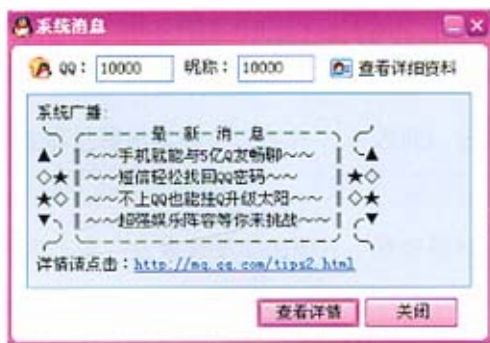 系统消息
QQ: 10000 昵称: 10000 查看详细资料
系统广播:
最-新-消-息
▲ ‖~~手机就能与5亿Q友畅聊~~‖ ▲
◇★‖~~短信轻松找回QQ密码~~‖★◇
★◇‖~~不上QQ也能挂Q升级太阳~~‖◇★
▼ ‖~~超强娱乐阵容等你来挑战~~‖ ▼
详情请点击: http://mq.qq.com/tips2.html
查看详情 关闭